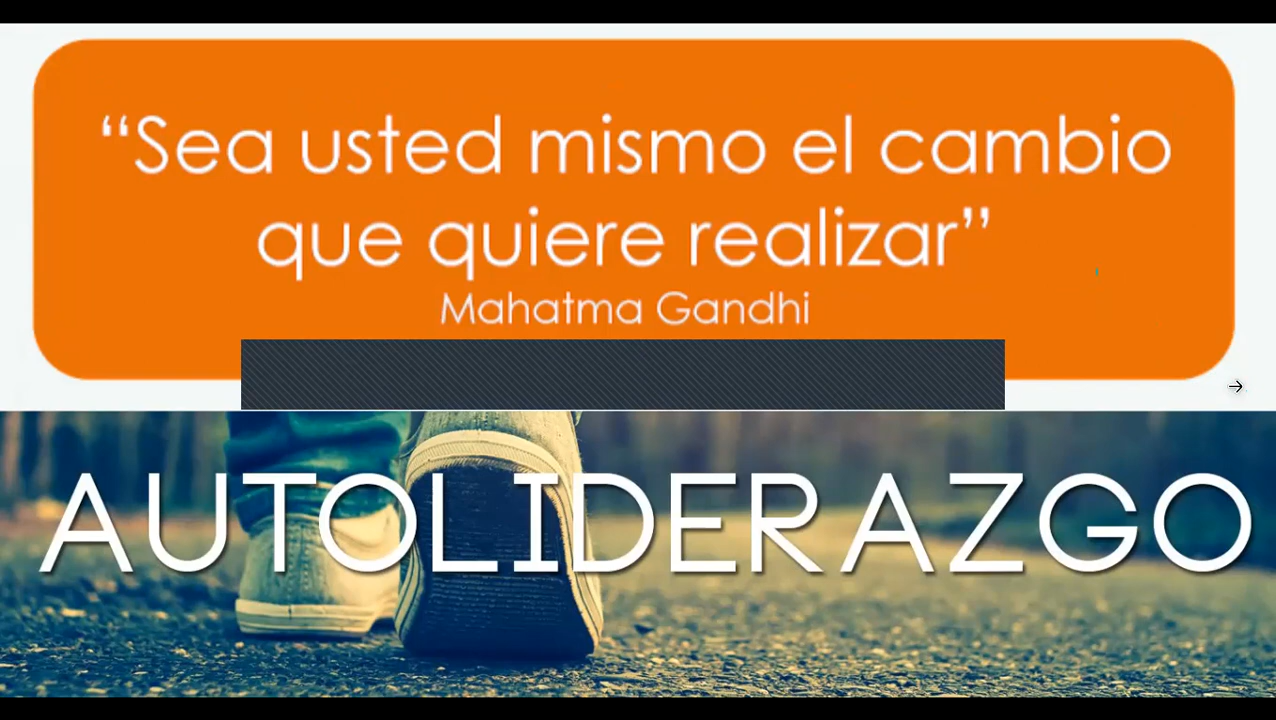 “Sea usted mismo el cambio
que quiere realizar”
Mahatma Gandhi
AUTOLIDERAZGO